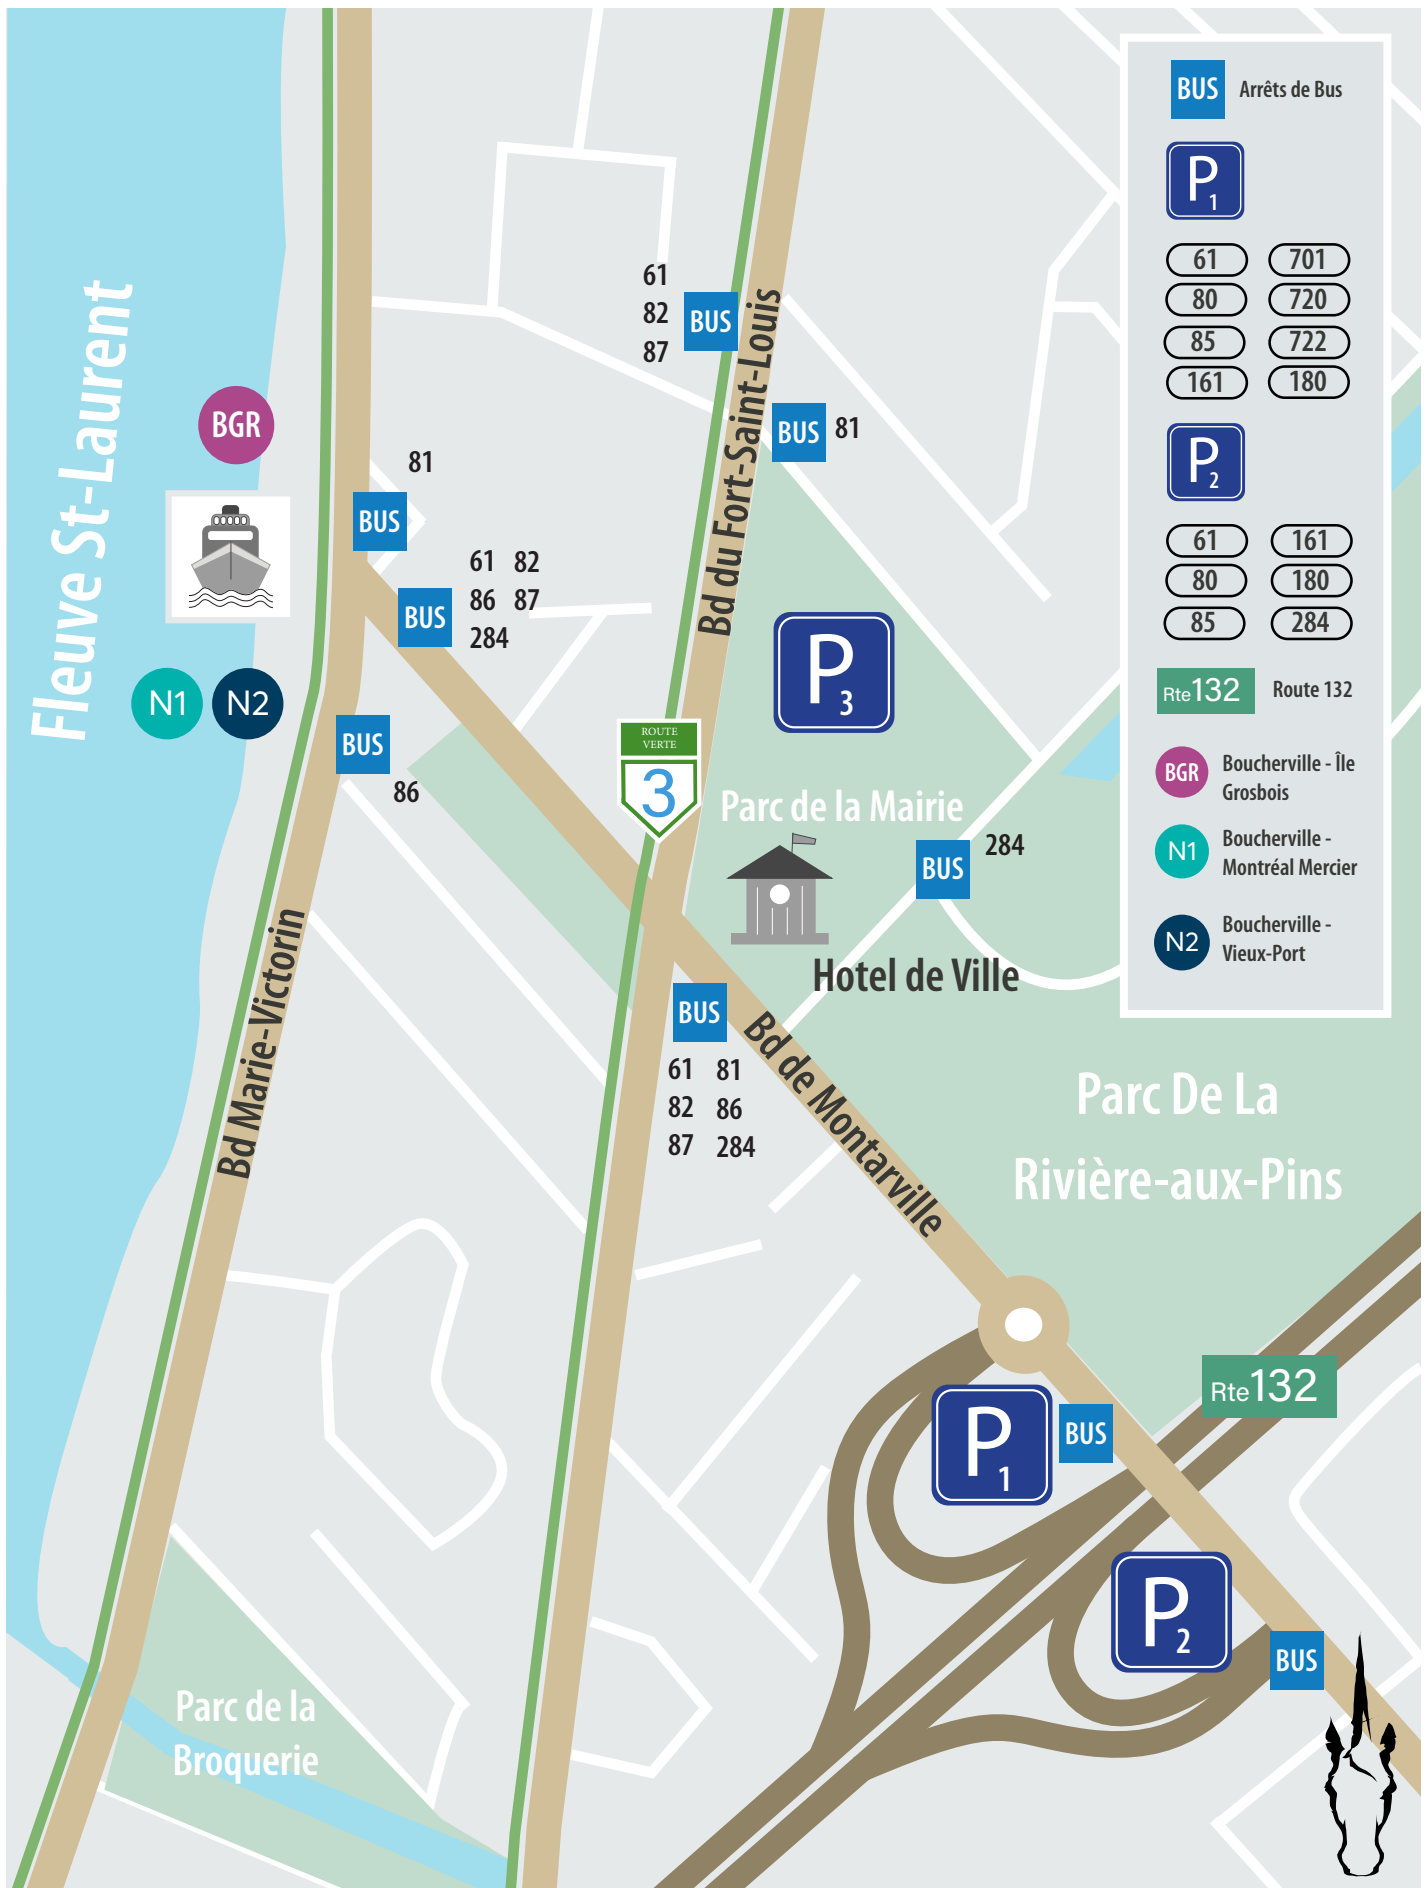 BUS Arrêts de Bus
P1
61 701
80 720
85 722
161 180
P2
61 161
80 180
85 284
Rte132 Route 132
BGR Boucherville - Île
Grosbois
N1 Boucherville -
Montréal Mercier
N2 Boucherville -
Vieux-Port
Fleuve St-Laurent
61
82
87
BUS
Bd du Fort-Saint-Louis
BUS 81
BGR
81
BUS
61 82
86 87
284
BUS
N1
N2
BUS
86
P3
ROUTE
VERTE
3
Parc de la Mairie
BUS 284
Hotel de Ville
Bd Marie-Victorin
BUS
61 81
82 86
87 284
Bd de Montarville
Parc De La
Rivière-aux-Pins
Rte132
P1
BUS
P2
BUS
Parc de la
Broquerie